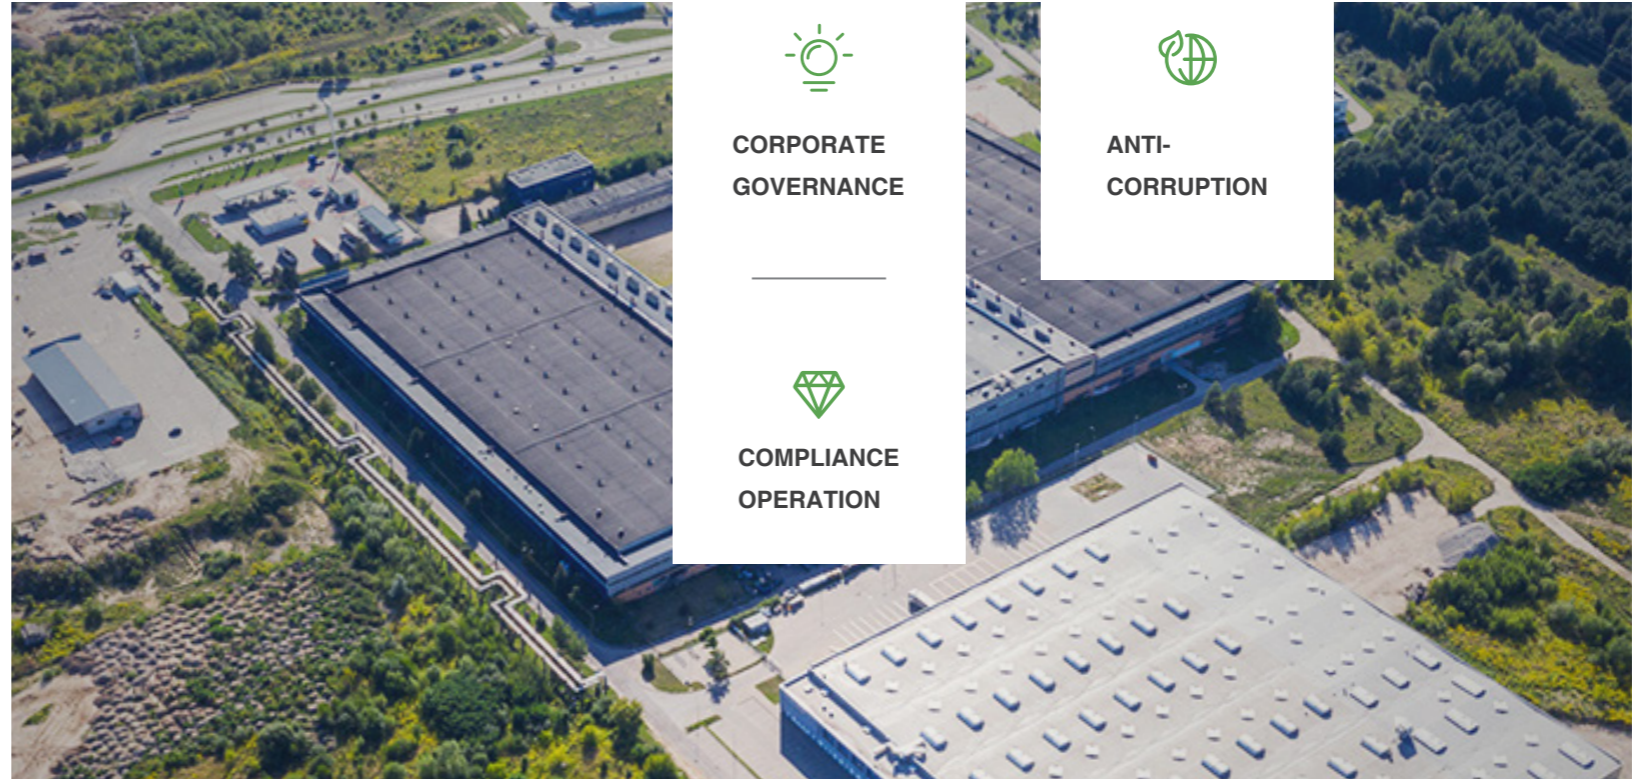 CORPORATE
GOVERNANCE
COMPLIANCE
OPERATION
ANTI-
CORRUPTION